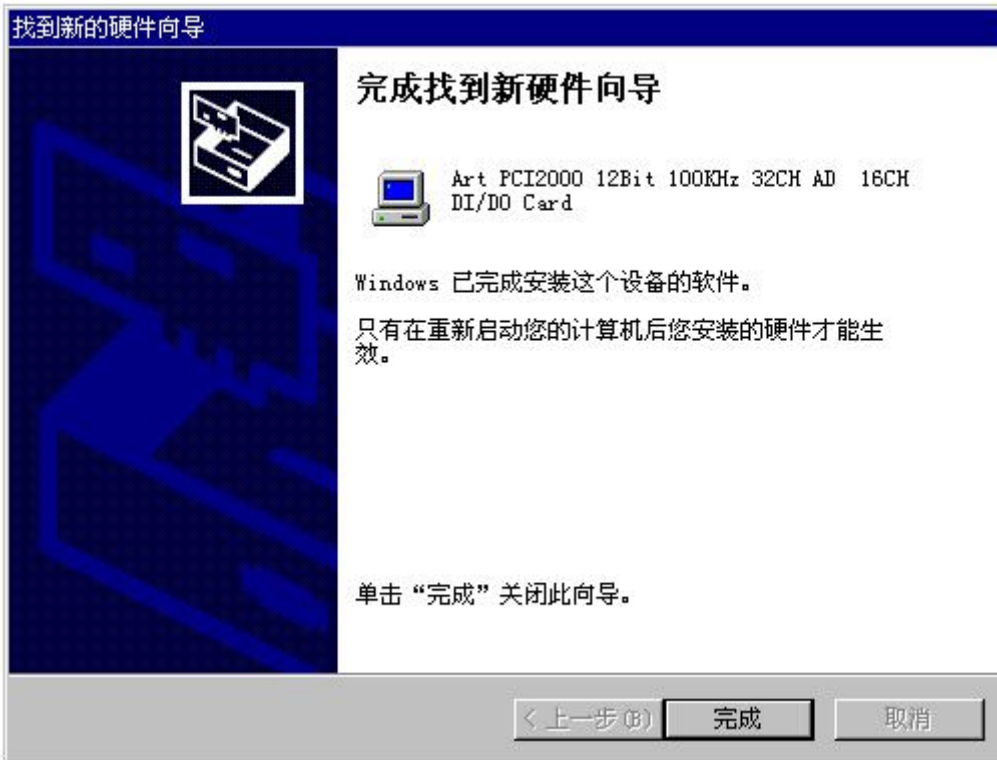 找到新的硬件向导
完成找到新硬件向导
Art PCI2000 12Bit 100KHz 32CH AD  16CH
DI/DO Card
Windows 已完成安装这个设备的软件。
只有在重新启动您的计算机后您安装的硬件才能生
效。
单击“完成”关闭此向导。
< 上一步(B)
完成
取消